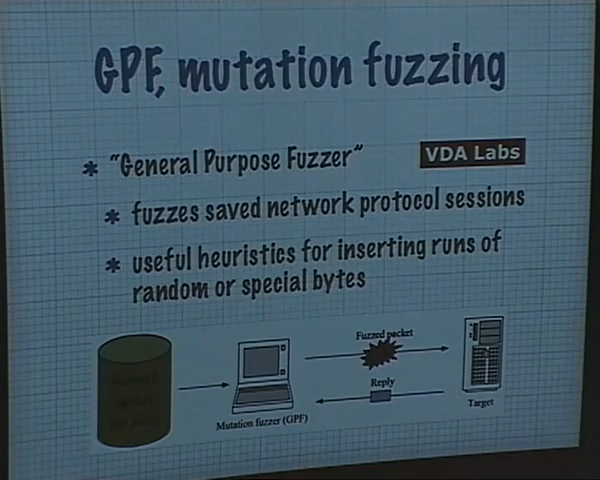 GPF, mutation fuzzing
* "General Purpose Fuzzer"
VDA Labs
* fuzzes saved network protocol sessions
* useful heuristics for inserting runs of
random or special bytes
Fuzzed packet
Reply
Mutation fuzzer (GPF)
Target